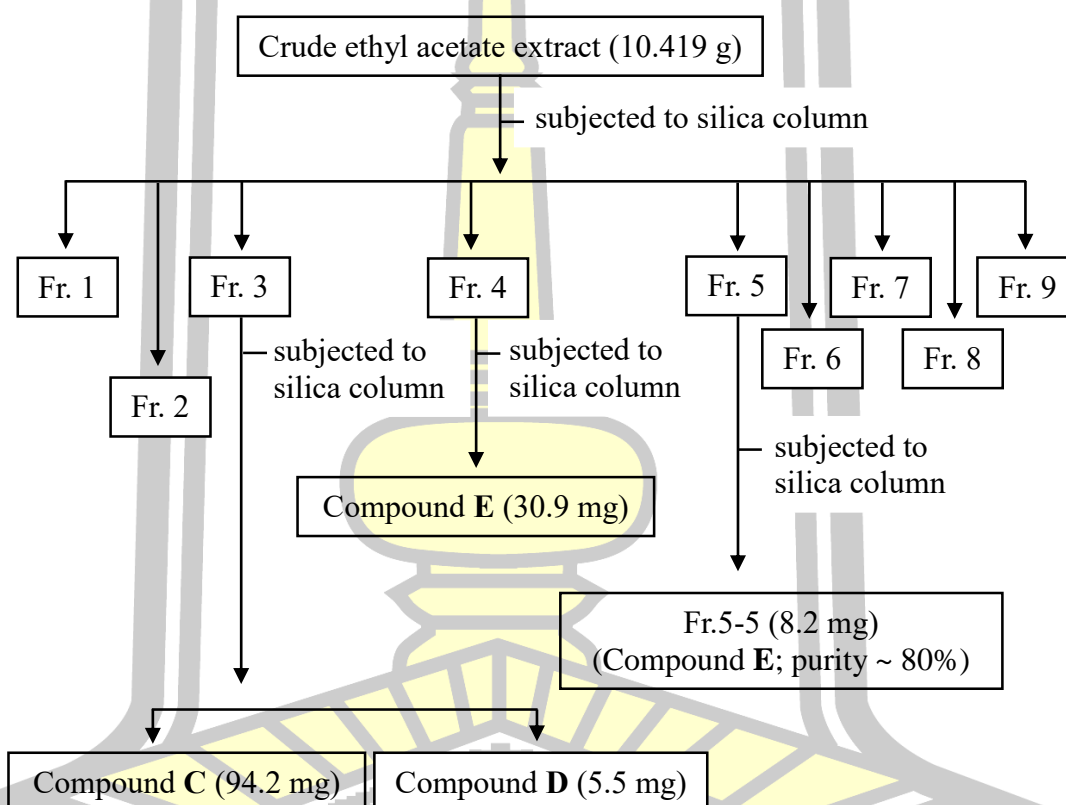 Crude ethyl acetate extract (10.419 g)
subjected to silica column
Fr. 1
Fr. 3
Fr. 4
Fr. 5
Fr. 7
Fr. 9
Fr. 2
Fr. 6
Fr. 8
subjected to
silica column
subjected to
silica column
subjected to
silica column
Compound E (30.9 mg)
Fr.5-5 (8.2 mg)
(Compound E; purity ~ 80%)
Compound C (94.2 mg)
Compound D (5.5 mg)